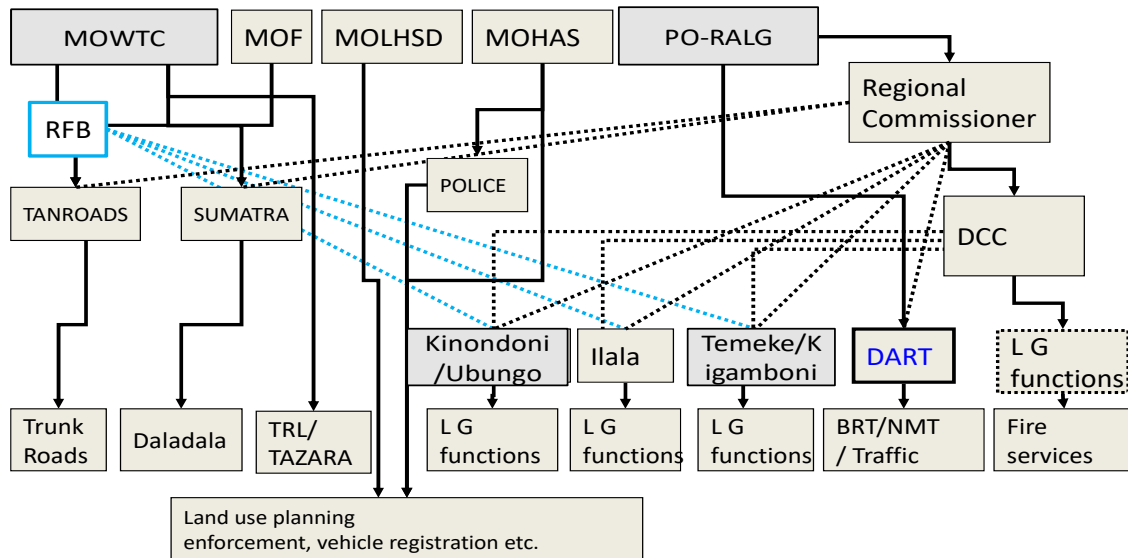 MOWTC
MOF
MOLHSD
MOHAS
PO-RALG
Regional
Commissioner
RFB
POLICE
TANROADS
SUMATRA
DCC
Kinondoni
/Ubungo
Ilala
Temeke/K
igamboni
DART
L G
functions
Trunk
Roads
Daladala
TRL/
TAZARA
L G
functions
L G
functions
L G
functions
BRT/NMT
/ Traffic
Fire
services
Land use planning
enforcement, vehicle registration etc.